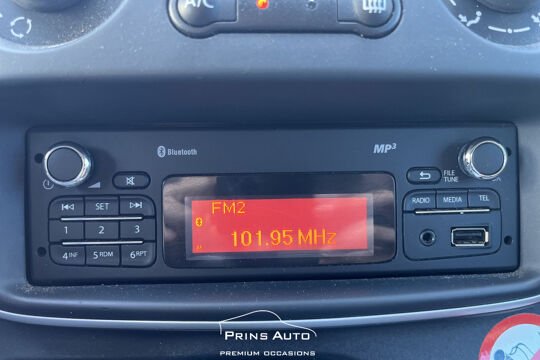 A/C
Bluetooth
MP3
FILE
TUNE
SET
RADIO MEDIA TEL
1 2 3
4 INF 5 RDM 6 RPT
FM2
101.95 MHz
PRINS AUTO
PREMIUM OCCASIONS